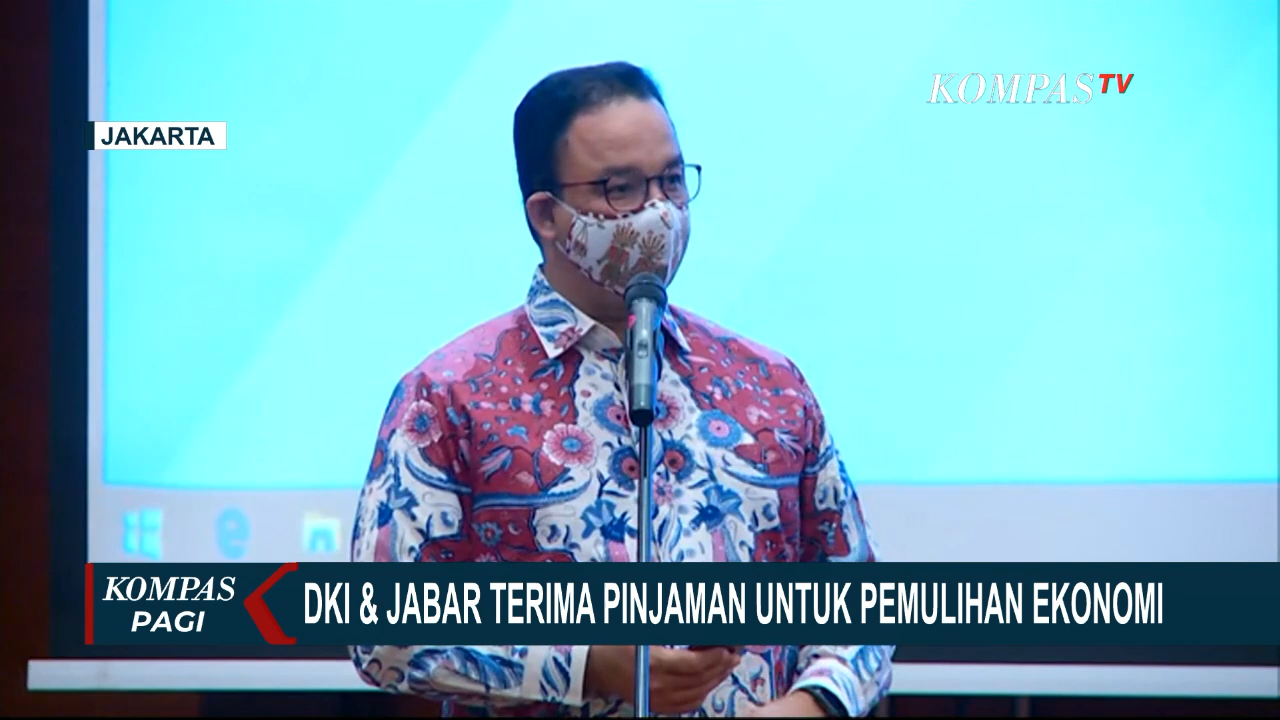 KOMPASTV
JAKARTA
KOMPAS
PAGI
DKI & JABAR TERIMA PINJAMAN UNTUK PEMULIHAN EKONOMI